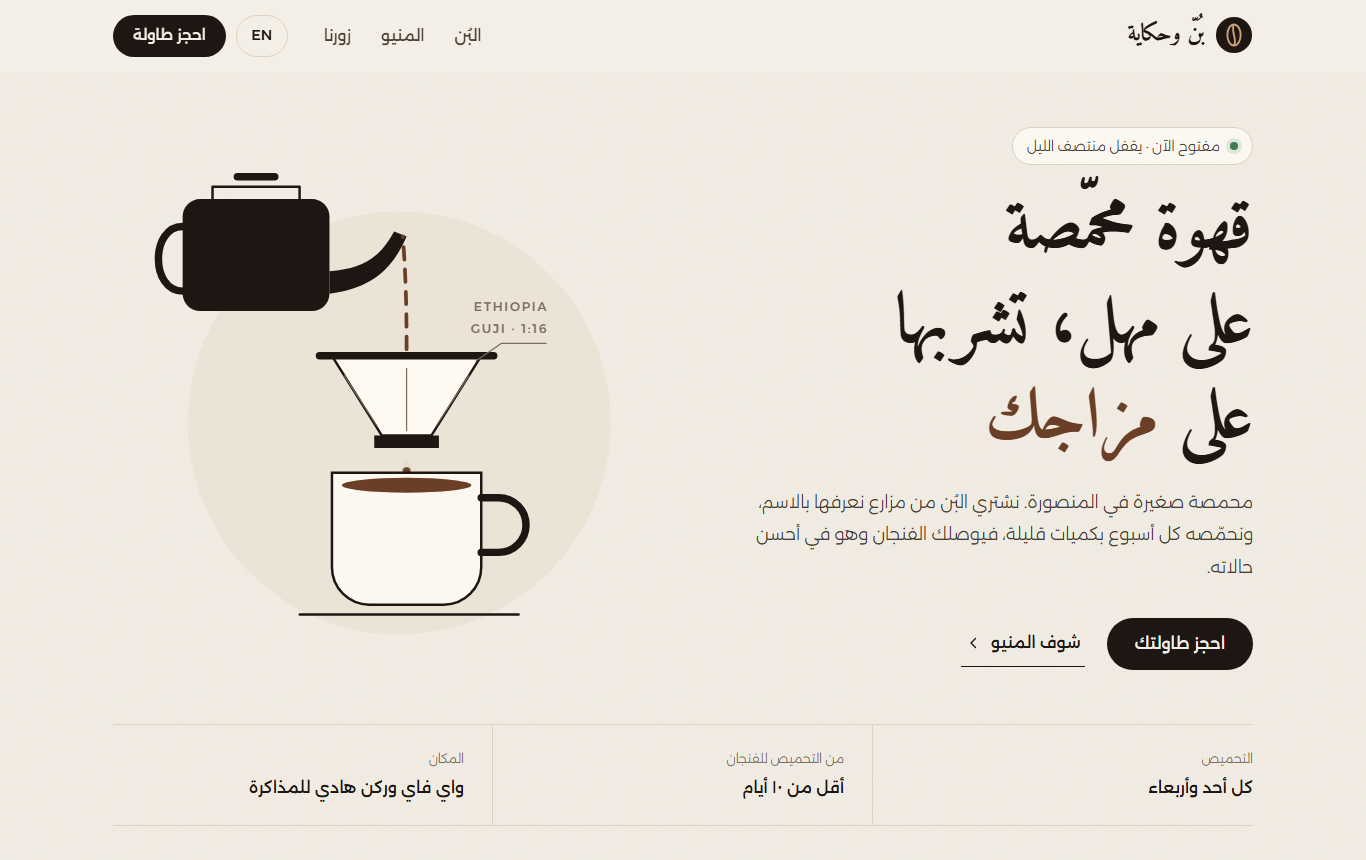 بُنّ وحكاية
البُن
المنيو
زورنا
EN
احجز طاولة
مفتوح الآن · يقفل منتصف الليل
قهوة محمّصة
على مهل، تشربها
على مزاجك
محمصة صغيرة في المنصورة. نشتري البُن من مزارع نعرفها بالاسم،
ونحمّصه كل أسبوع بكميات قليلة، فيوصلك الفنجان وهو في أحسن
حالاته.
احجز طاولتك
شوف المنيو
ETHIOPIA
GUJI · 1:16
التحميص
كل أحد وأربعاء
من التحميص للفنجان
أقل من ١٠ أيام
المكان
واي فاي وركن هادي للمذاكرة